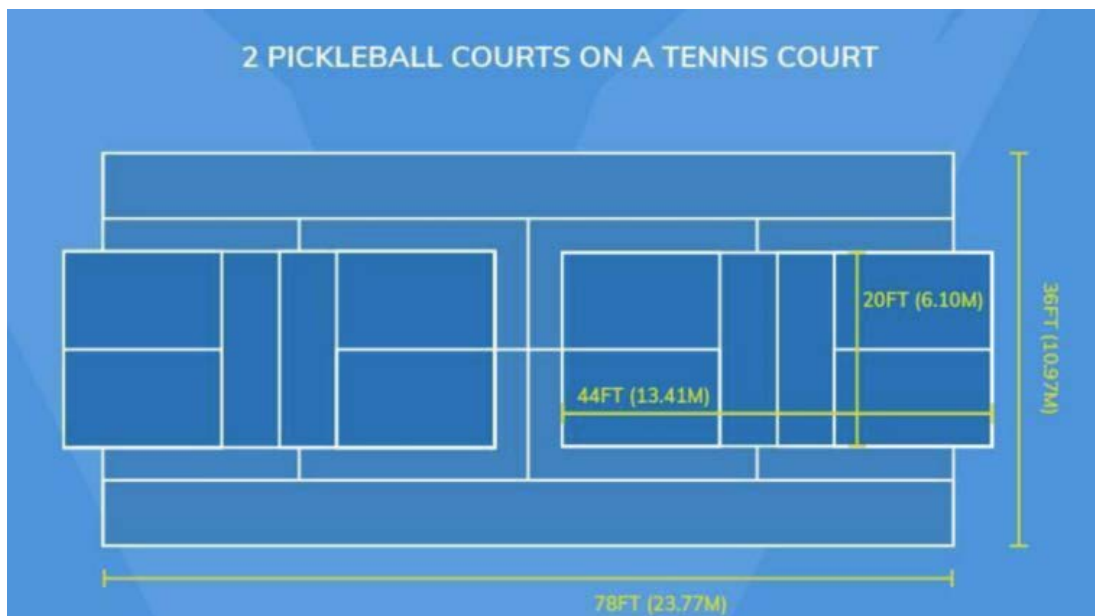 2 PICKLEBALL COURTS ON A TENNIS COURT
20FT (6.10M)
44FT (13.41M)
36FT (10.97M)
78FT (23.77M)